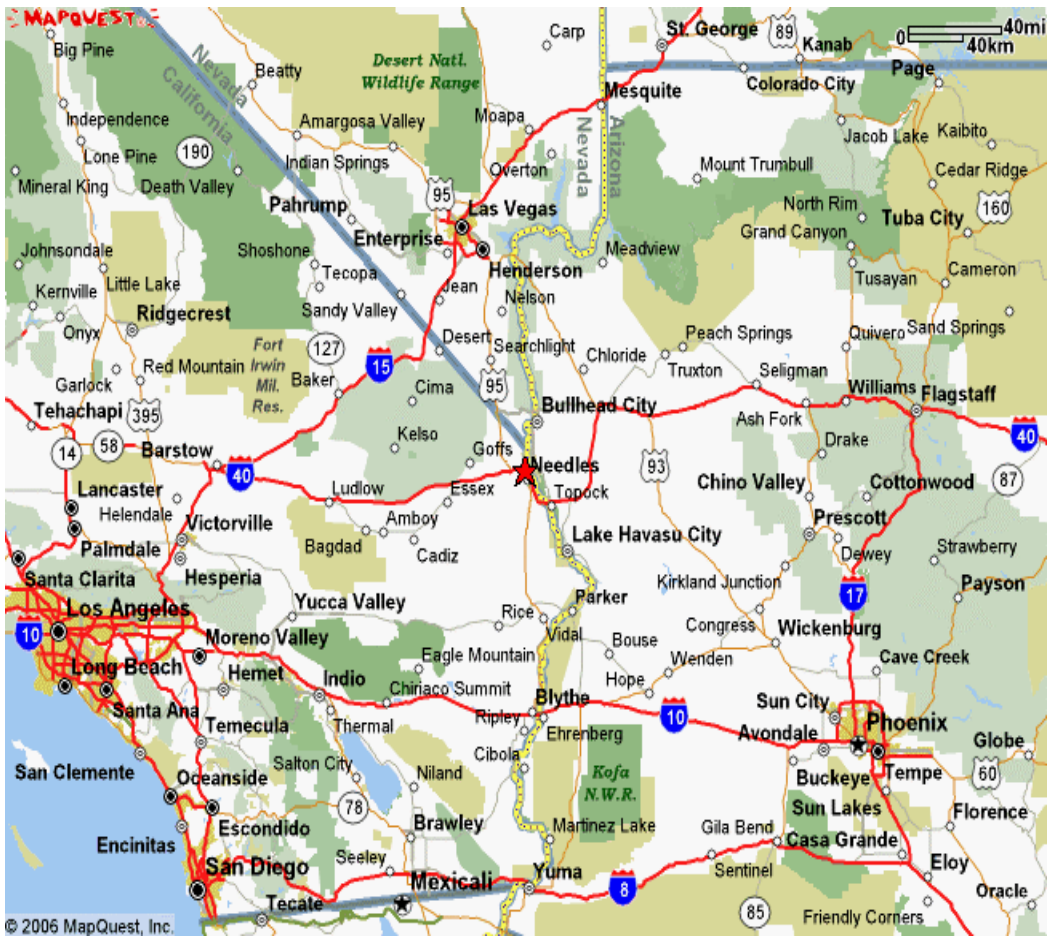 MAPQUEST
40mi
0
40km
Big Pine
Nevada
California
Beatty
Desert Natl.
Wildlife Range
Carp
St. George
89
Kanab
Page
Colorado City
Mesquite
Independence
Amargosa Valley
Moapa
Nevada
Arizona
Jacob Lake
Kaibito
Lone Pine
190
Indian Springs
Overton
Mount Trumbull
Cedar Ridge
Mineral King
Death Valley
95
Pahrump
Las Vegas
North Rim
Tuba City
160
Johnsondale
Shoshone
Enterprise
Meadview
Grand Canyon
Henderson
Tecopa
Little Lake
Jean
Tusayan
Cameron
Kernville
Sandy Valley
Nelson
Onyx
Ridgecrest
Desert
Searchlight
Peach Springs
Quivero
Sand Springs
Fort
Irwin
Mil.
Res.
127
15
Chloride
Truxton
Seligman
Red Mountain
Garlock
Baker
Cima
95
Williams
Flagstaff
Tehachapi
395
Bullhead City
Ash Fork
14
58
Kelso
Drake
40
Barstow
Goffs
Needles
93
87
40
Lancaster
Ludlow
Essex
Topock
Chino Valley
Cottonwood
Helendale
Victorville
Amboy
Prescott
Palmdale
Bagdad
Cadiz
Lake Havasu City
Dewey
Strawberry
Santa Clarita
Hesperia
Kirkland Junction
17
Payson
Los Angeles
Yucca Valley
Rice
Parker
10
Moreno Valley
Vidal
Congress
Wickenburg
Long Beach
Hemet
Eagle Mountain
Bouse
Wenden
Cave Creek
Indio
Chiriaco Summit
Hope
Santa Ana
Blythe
Sun City
Temecula
Thermal
Ripley
Ehrenberg
10
Phoenix
Avondale
Globe
San Clemente
Salton City
Cibola
Tempe
Oceanside
Niland
Kofa
N.W.R.
Buckeye
60
78
Sun Lakes
Florence
Escondido
Brawley
Martinez Lake
Gila Bend
Casa Grande
Encinitas
San Diego
Seeley
Mexicali
Yuma
8
Sentinel
Eloy
Tecate
85
Oracle
Friendly Corners
© 2006 MapQuest, Inc.